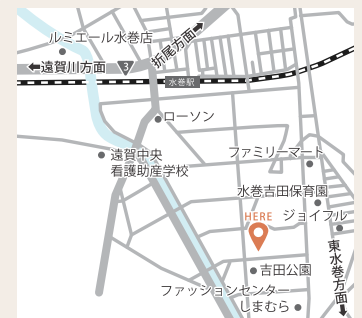 ルミエール水巻店
折尾方面
遠賀川方面
3
水巻駅
ローソン
遠賀中央
看護助産学校
ファミリーマート
水巻吉田保育園
HERE
ジョイフル
東水巻方面
吉田公園
ファッションセンター
しまむら